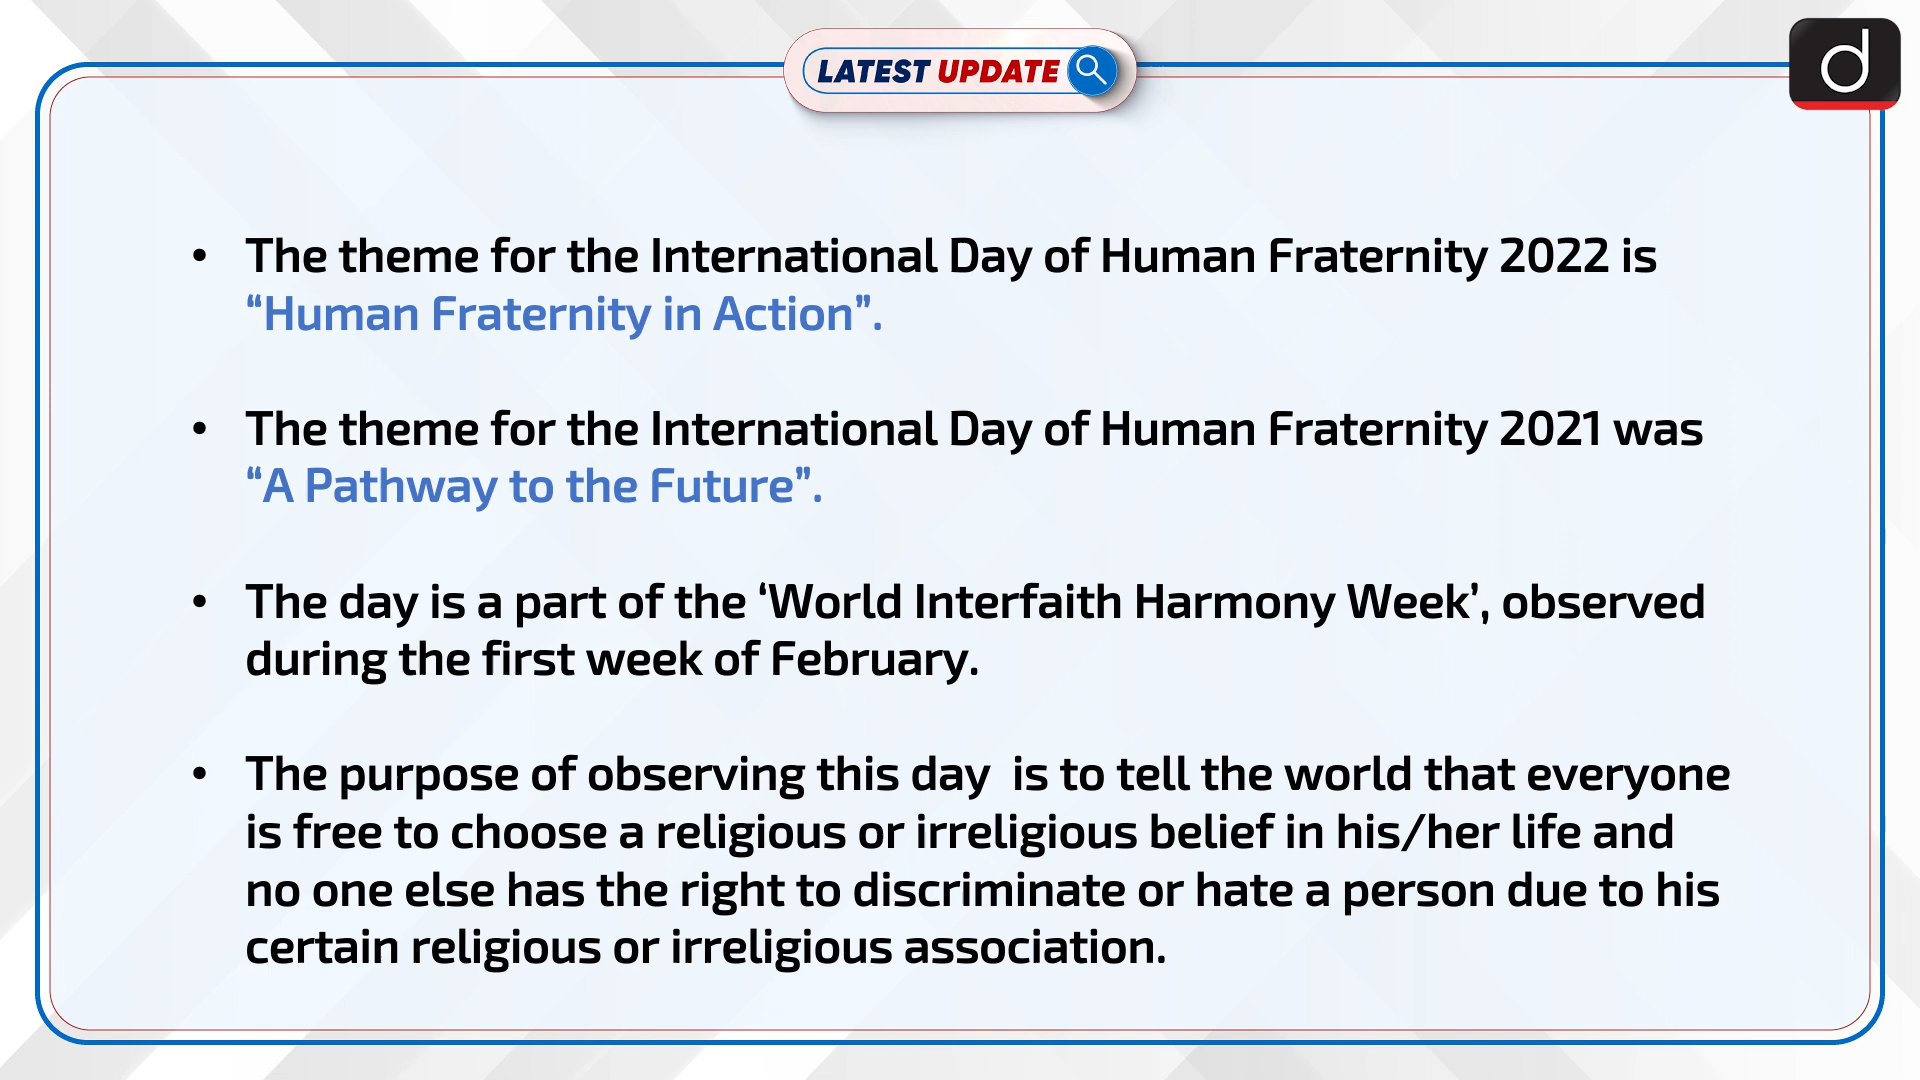 LATEST UPDATE
d
• The theme for the International Day of Human Fraternity 2022 is
“Human Fraternity in Action”.
• The theme for the International Day of Human Fraternity 2021 was
“A Pathway to the Future”.
• The day is a part of the ‘World Interfaith Harmony Week’, observed
during the first week of February.
• The purpose of observing this day  is to tell the world that everyone
is free to choose a religious or irreligious belief in his/her life and
no one else has the right to discriminate or hate a person due to his
certain religious or irreligious association.